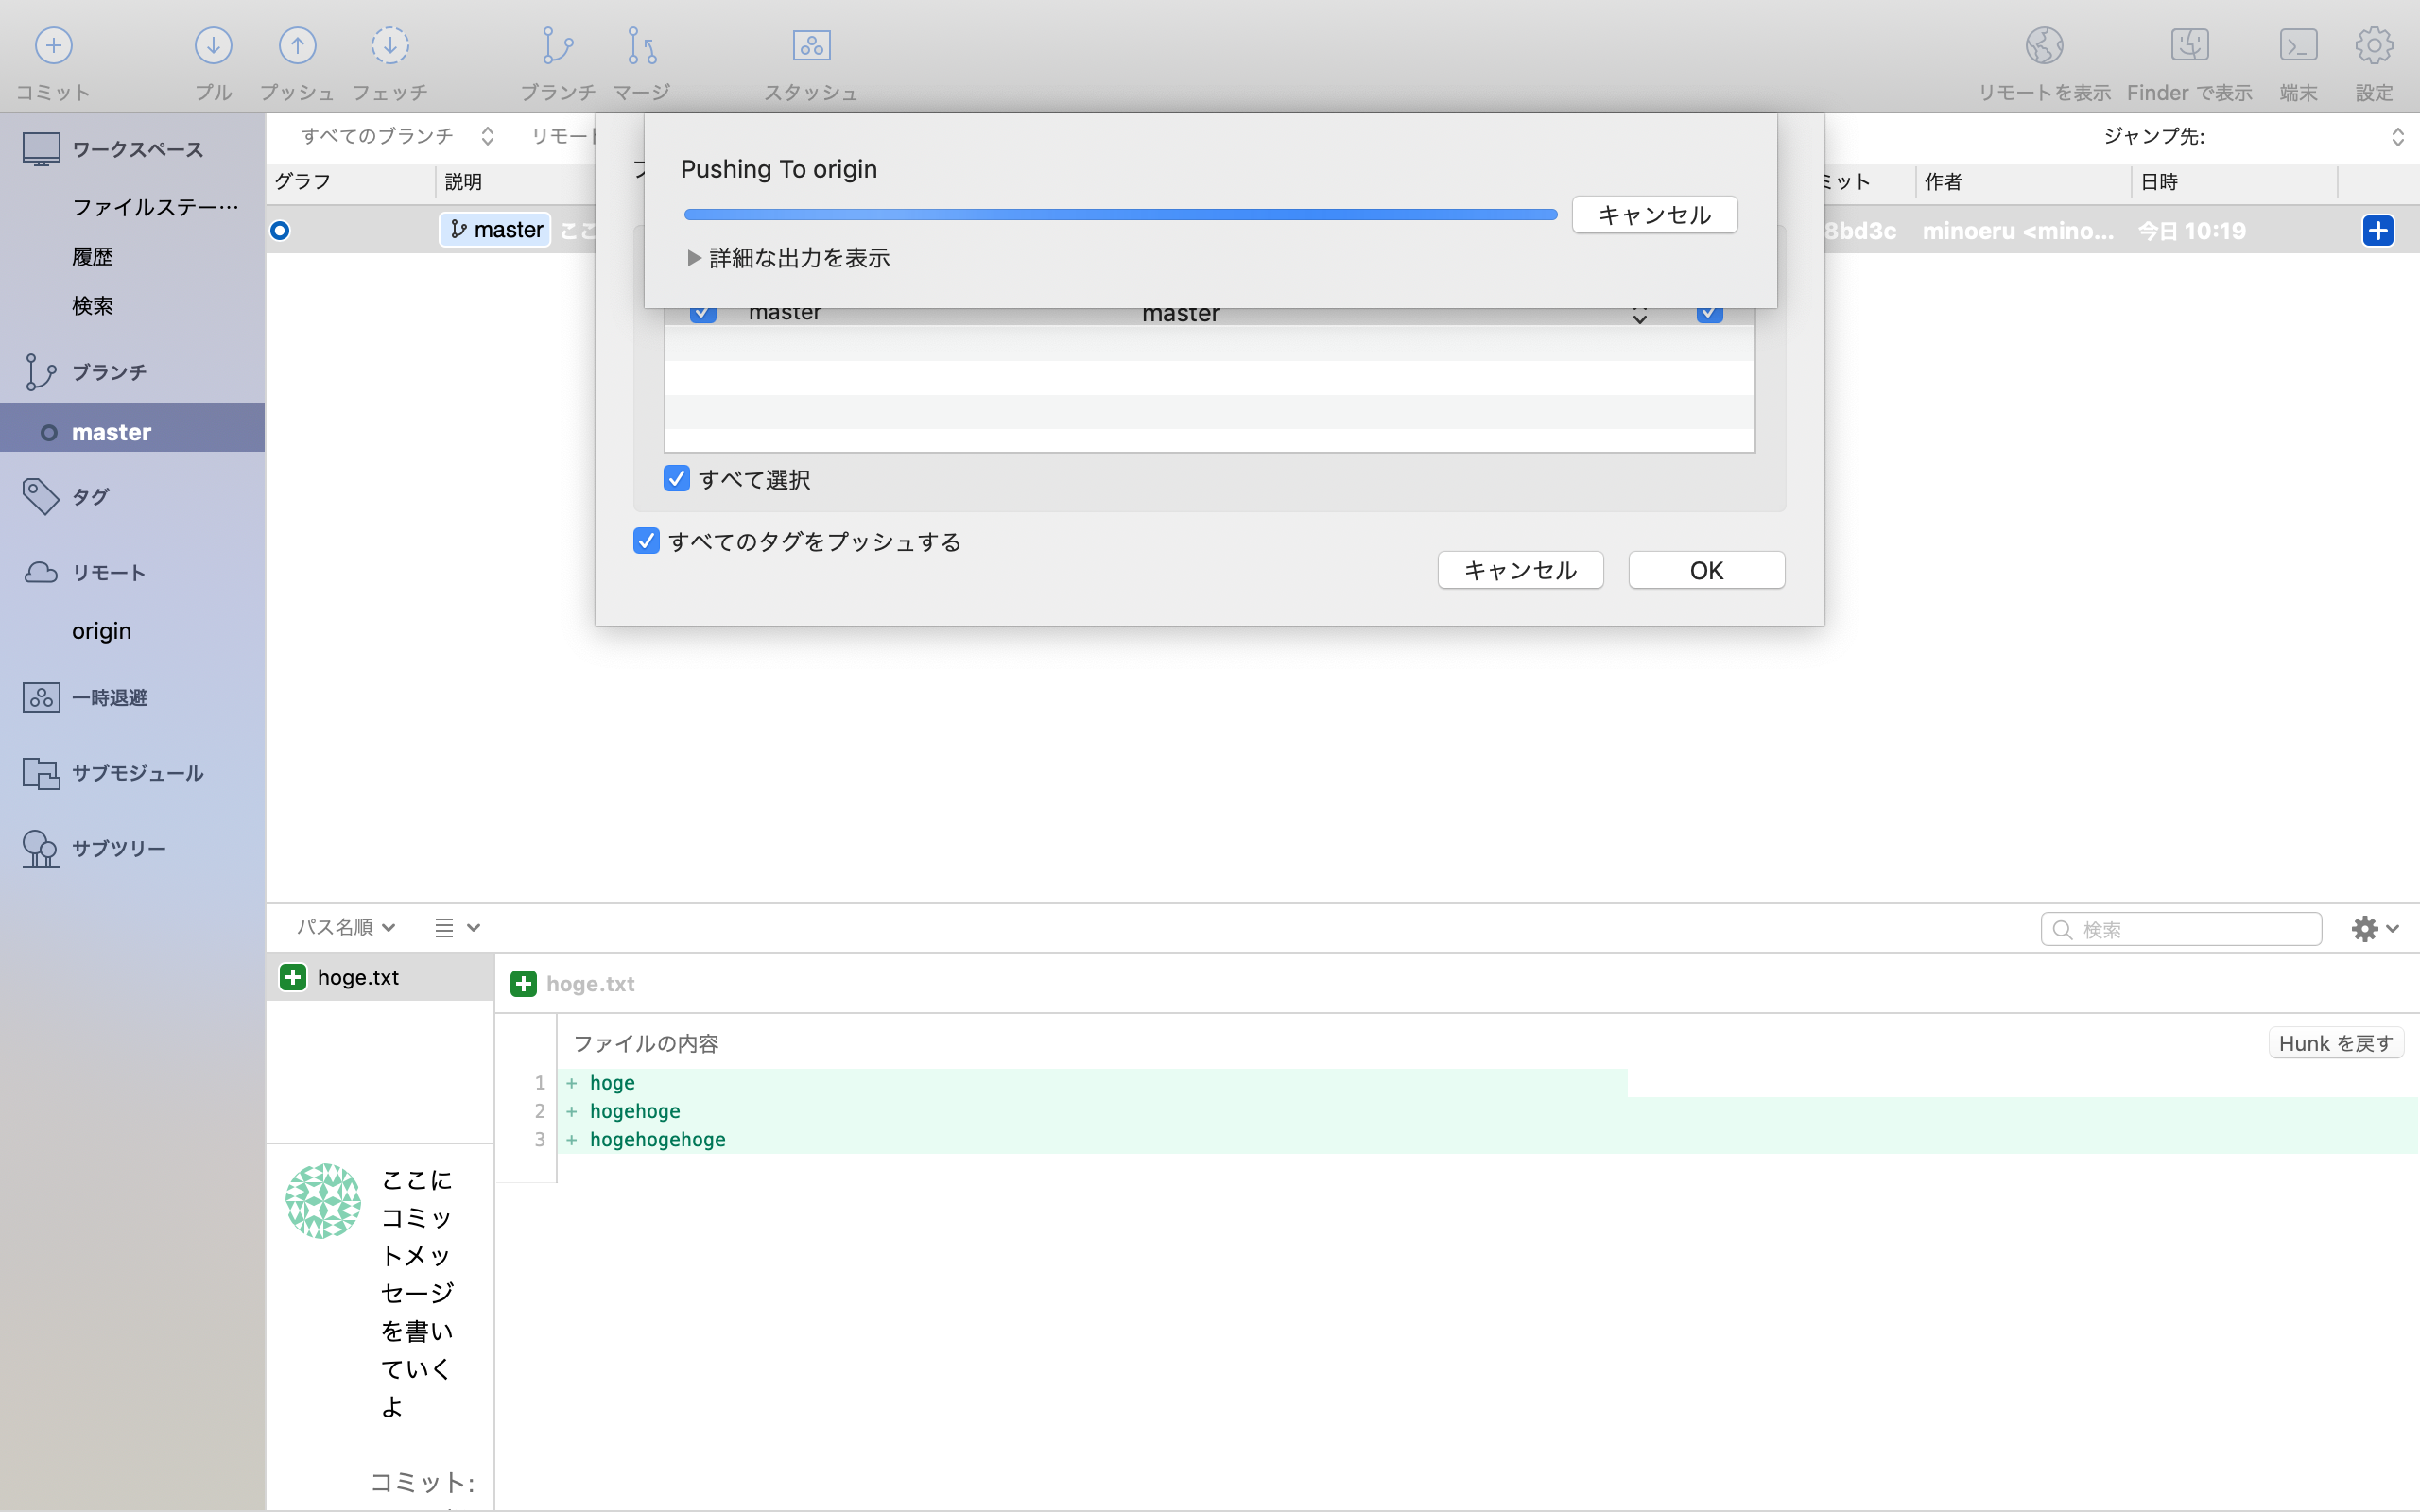 コミット
プル
プッシュ
フェッチ
ブランチ
マージ
スタッシュ
リモートを表示
Finder で表示
端末
設定
ワークスペース
ファイルステー…
履歴
検索
ブランチ
master
タグ
リモート
origin
一時退避
サブモジュール
サブツリー
すべてのブランチ
リモート
ジャンプ先:
グラフ
説明
ミット
作者
日時
master
ここ
8bd3c
minoeru <mino...
今日 10:19
Pushing To origin
キャンセル
詳細な出力を表示
master
master
すべて選択
すべてのタグをプッシュする
キャンセル
OK
パス名順
検索
hoge.txt
hoge.txt
ファイルの内容
Hunk を戻す
1 + hoge
2 + hogehoge
3 + hogehogehoge
ここに
コミッ
トメッ
セージ
を書い
ていく
よ
コミット: